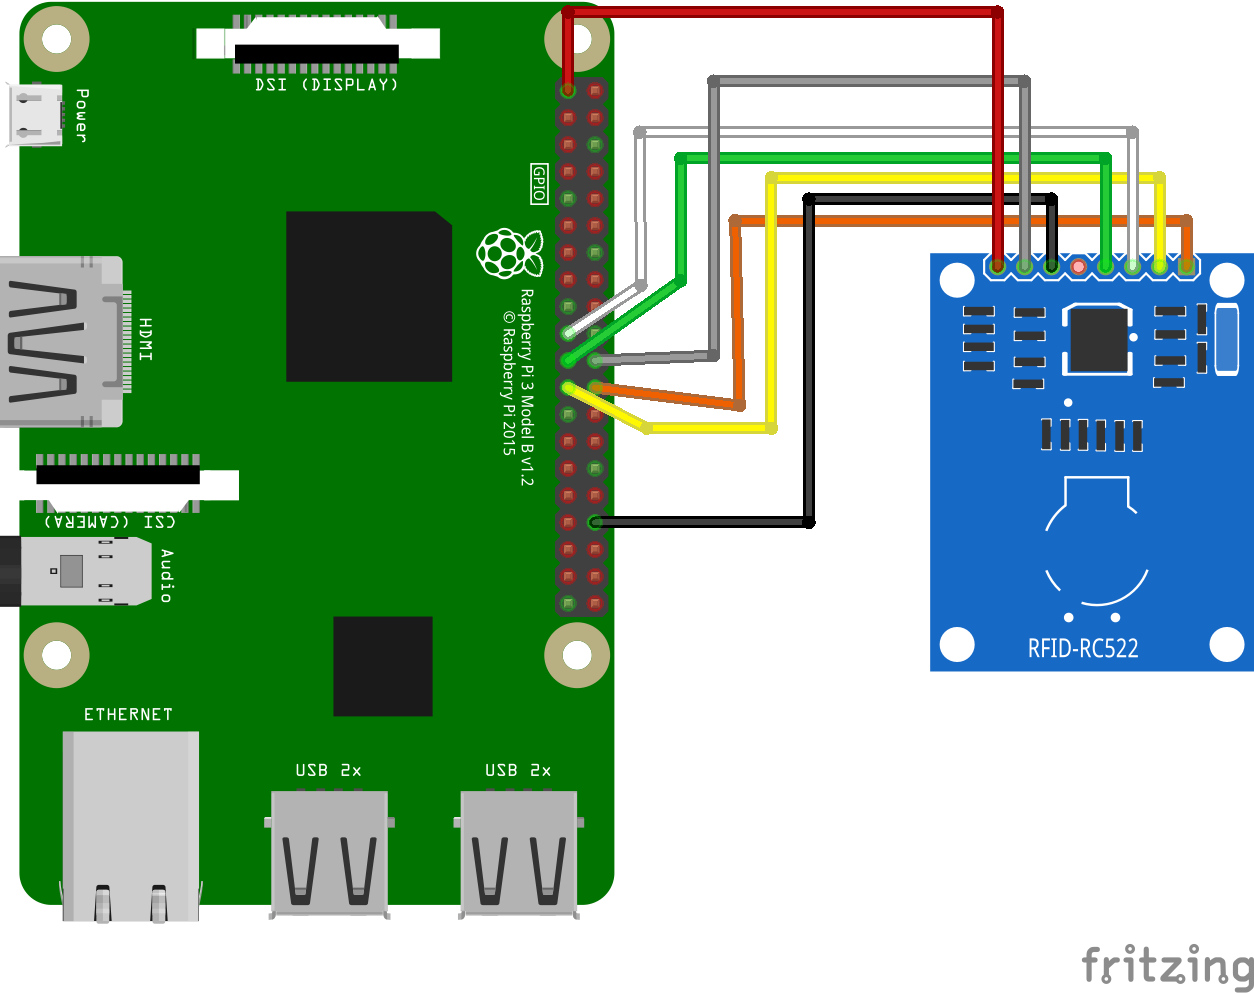 DSI (DISPLAY)
Power
GPIO
HDMI
Raspberry Pi 3 Model B v1.2
© Raspberry Pi 2015
CSI (CAMERA)
Audio
ETHERNET
USB 2x
USB 2x
RFID-RC522
fritzing